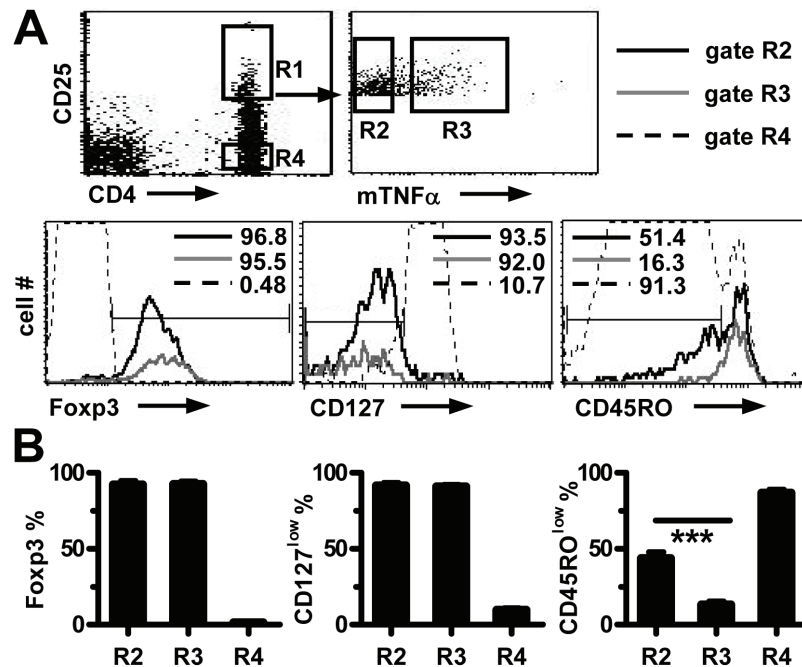 A
CD25
R1
R4
CD4
R2
R3
mTNFα
gate R2
gate R3
gate R4
cell #
96.8
95.5
0.48
Foxp3
93.5
92.0
10.7
CD127
51.4
16.3
91.3
CD45RO
B
Foxp3 %
100
50
0
R2 R3 R4
CD127low %
100
50
0
R2 R3 R4
CD45ROlow %
100
50
0
***
R2 R3 R4